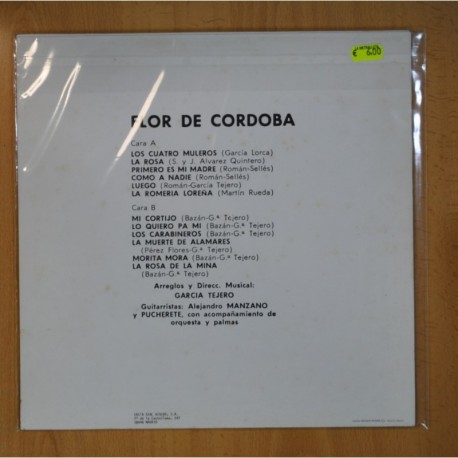 € 6,00
FLOR DE CORDOBA
Cara A
LOS CUATRO MULEROS (García Lorca)
LA ROSA (S. y J. Alvarez Quintero)
PRIMERO ES MI MADRE (Román-Sellés)
COMO A NADIE (Román-Sellés)
LUEGO (Román-García Tejero)
LA ROMERIA LOREÑA (Martín Rueda)
Cara B
MI CORTIJO (Bazán-G.ª Tejero)
LO QUIERO PA MI (Bazán-G.ª Tejero)
LOS CARABINEROS (Bazán-G.ª Tejero)
LA MUERTE DE ALAMARES
(Pérez Flores-G.ª Tejero)
MORITA MORA (Bazán-G.ª Tejero)
LA ROSA DE LA MINA
(Bazán-G.ª Tejero)
Arreglos y Direcc. Musical:
GARCIA TEJERO
Guitarristas: Alejandro MANZANO
y PUCHERETE, con acompañamiento de
orquesta y palmas